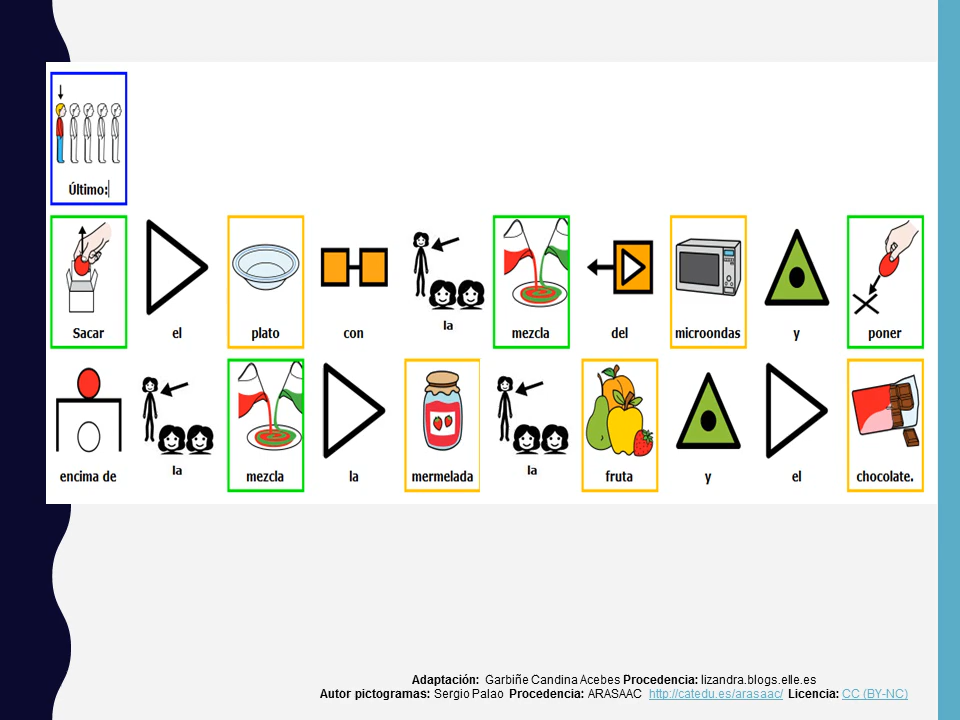 Último:
Sacar el plato con la mezcla del microondas y poner
encima de la mezcla la mermelada la fruta y el chocolate.
Adaptación: Garbiñe Candina Acebes Procedencia: lizandra.blogs.elle.es
Autor pictogramas: Sergio Palao Procedencia: ARASAAC http://catedu.es/arasaac/ Licencia: CC (BY-NC)